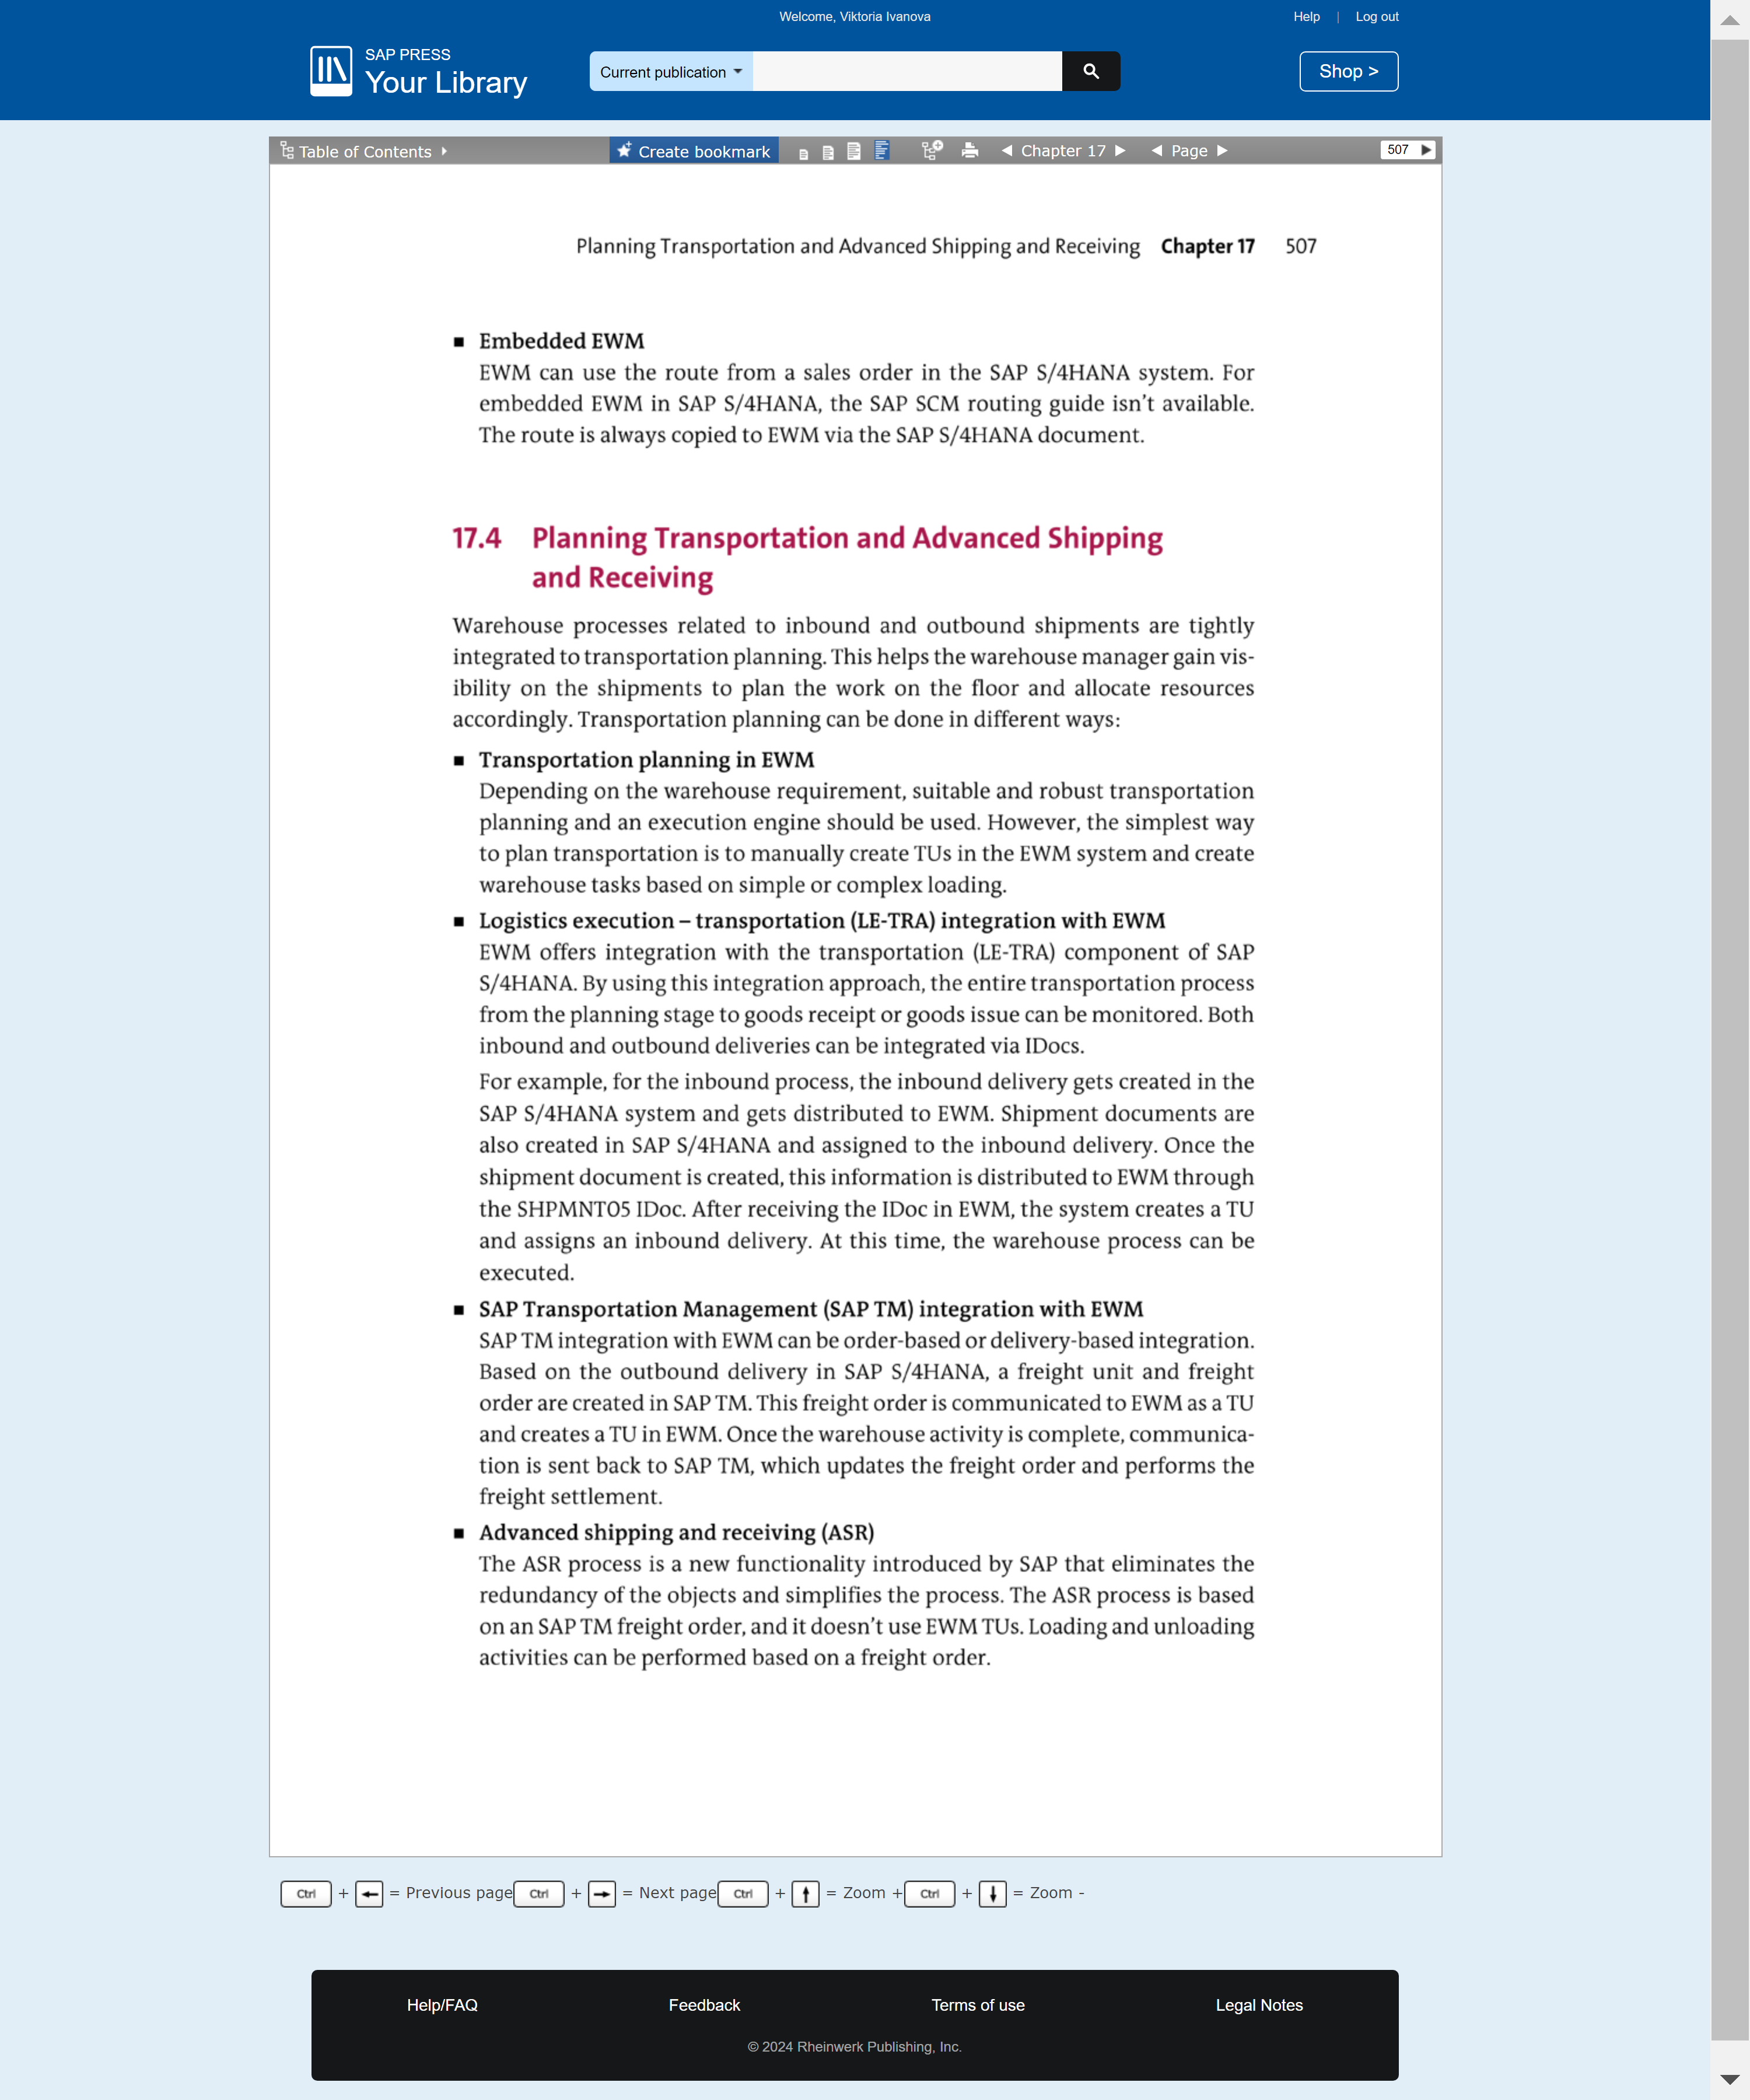 Welcome, Viktoria Ivanova
Help | Log out
SAP PRESS
Your Library
Current publication
Shop >
Table of Contents
Create bookmark
Chapter 17
Page
507
Planning Transportation and Advanced Shipping and Receiving Chapter 17 507
■ Embedded EWM
EWM can use the route from a sales order in the SAP S/4HANA system. For
embedded EWM in SAP S/4HANA, the SAP SCM routing guide isn't available.
The route is always copied to EWM via the SAP S/4HANA document.
17.4 Planning Transportation and Advanced Shipping
and Receiving
Warehouse processes related to inbound and outbound shipments are tightly
integrated to transportation planning. This helps the warehouse manager gain vis-
ibility on the shipments to plan the work on the floor and allocate resources
accordingly. Transportation planning can be done in different ways:
■ Transportation planning in EWM
Depending on the warehouse requirement, suitable and robust transportation
planning and an execution engine should be used. However, the simplest way
to plan transportation is to manually create TUs in the EWM system and create
warehouse tasks based on simple or complex loading.
■ Logistics execution – transportation (LE-TRA) integration with EWM
EWM offers integration with the transportation (LE-TRA) component of SAP
S/4HANA. By using this integration approach, the entire transportation process
from the planning stage to goods receipt or goods issue can be monitored. Both
inbound and outbound deliveries can be integrated via IDocs.
For example, for the inbound process, the inbound delivery gets created in the
SAP S/4HANA system and gets distributed to EWM. Shipment documents are
also created in SAP S/4HANA and assigned to the inbound delivery. Once the
shipment document is created, this information is distributed to EWM through
the SHPMNT05 IDoc. After receiving the IDoc in EWM, the system creates a TU
and assigns an inbound delivery. At this time, the warehouse process can be
executed.
■ SAP Transportation Management (SAP TM) integration with EWM
SAP TM integration with EWM can be order-based or delivery-based integration.
Based on the outbound delivery in SAP S/4HANA, a freight unit and freight
order are created in SAP TM. This freight order is communicated to EWM as a TU
and creates a TU in EWM. Once the warehouse activity is complete, communica-
tion is sent back to SAP TM, which updates the freight order and performs the
freight settlement.
■ Advanced shipping and receiving (ASR)
The ASR process is a new functionality introduced by SAP that eliminates the
redundancy of the objects and simplifies the process. The ASR process is based
on an SAP TM freight order, and it doesn't use EWM TUs. Loading and unloading
activities can be performed based on a freight order.
Ctrl + ← = Previous page Ctrl + → = Next page Ctrl + ↑ = Zoom + Ctrl + ↓ = Zoom -
Help/FAQ Feedback Terms of use Legal Notes
© 2024 Rheinwerk Publishing, Inc.